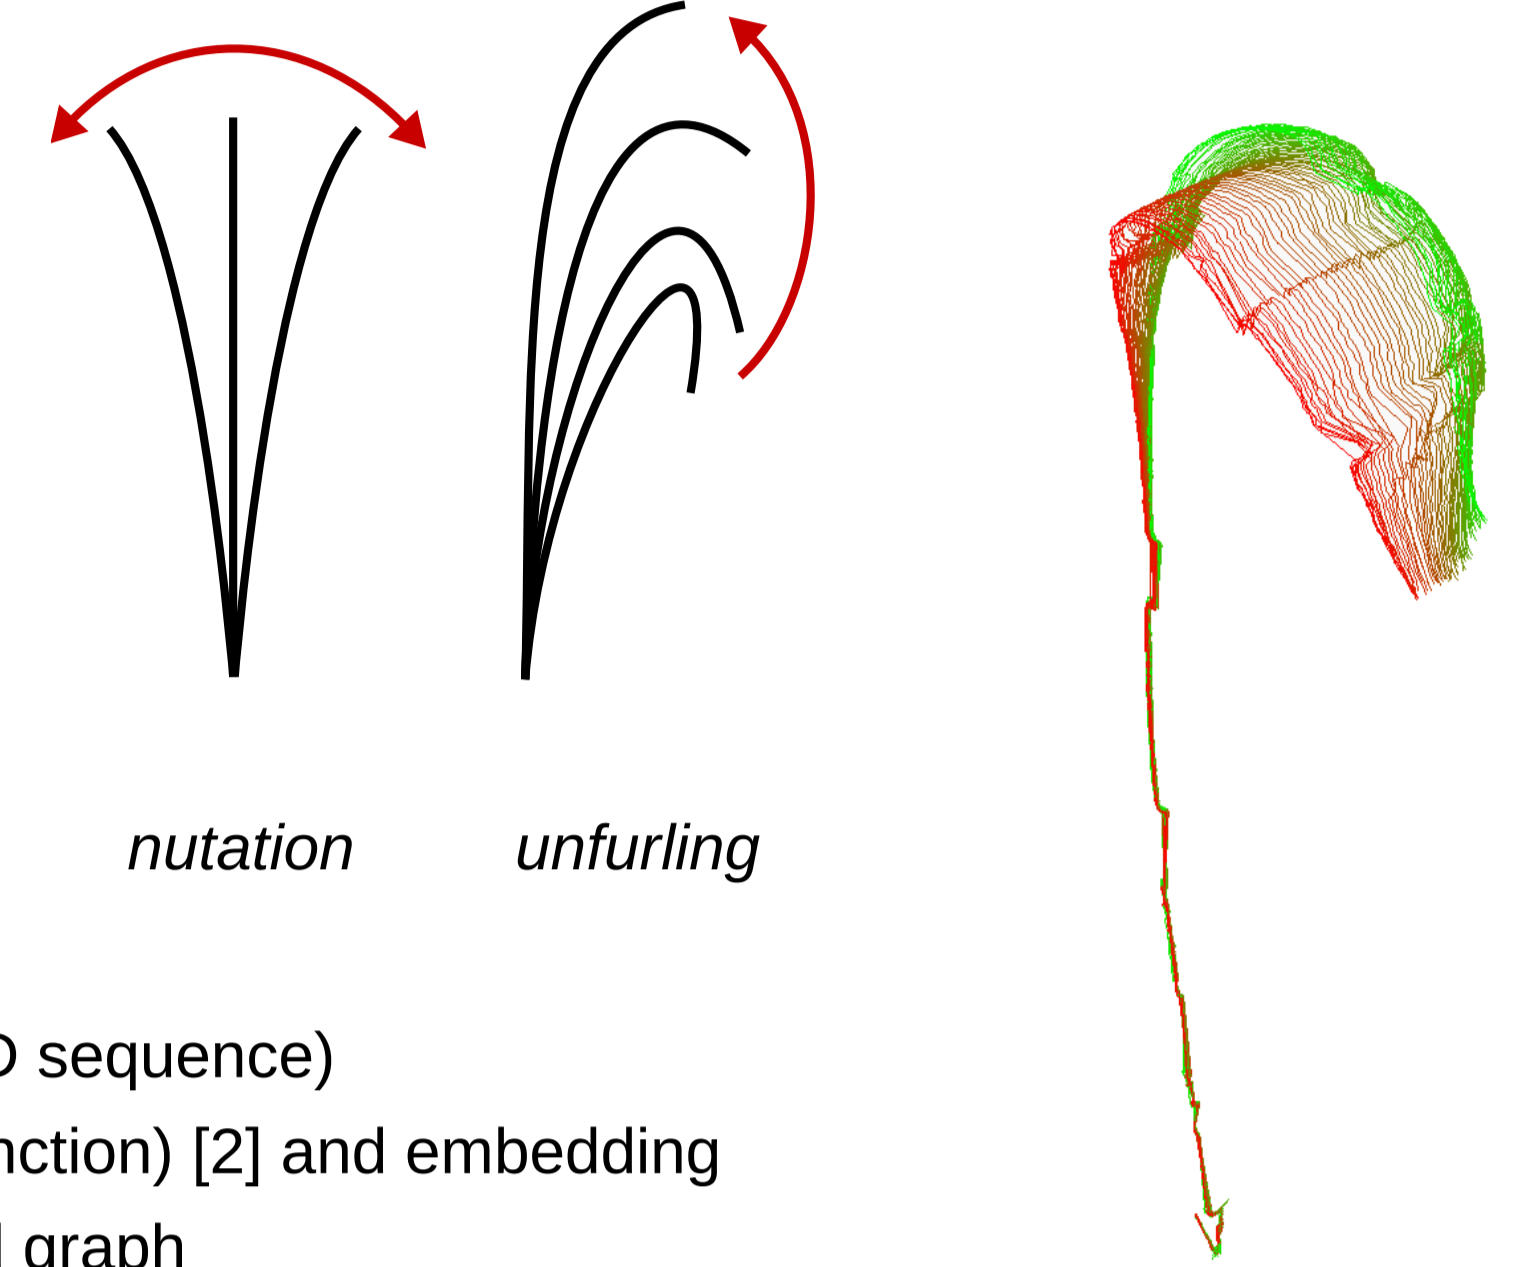 nutation unfurling
sequence)
[2] and embedding
graph